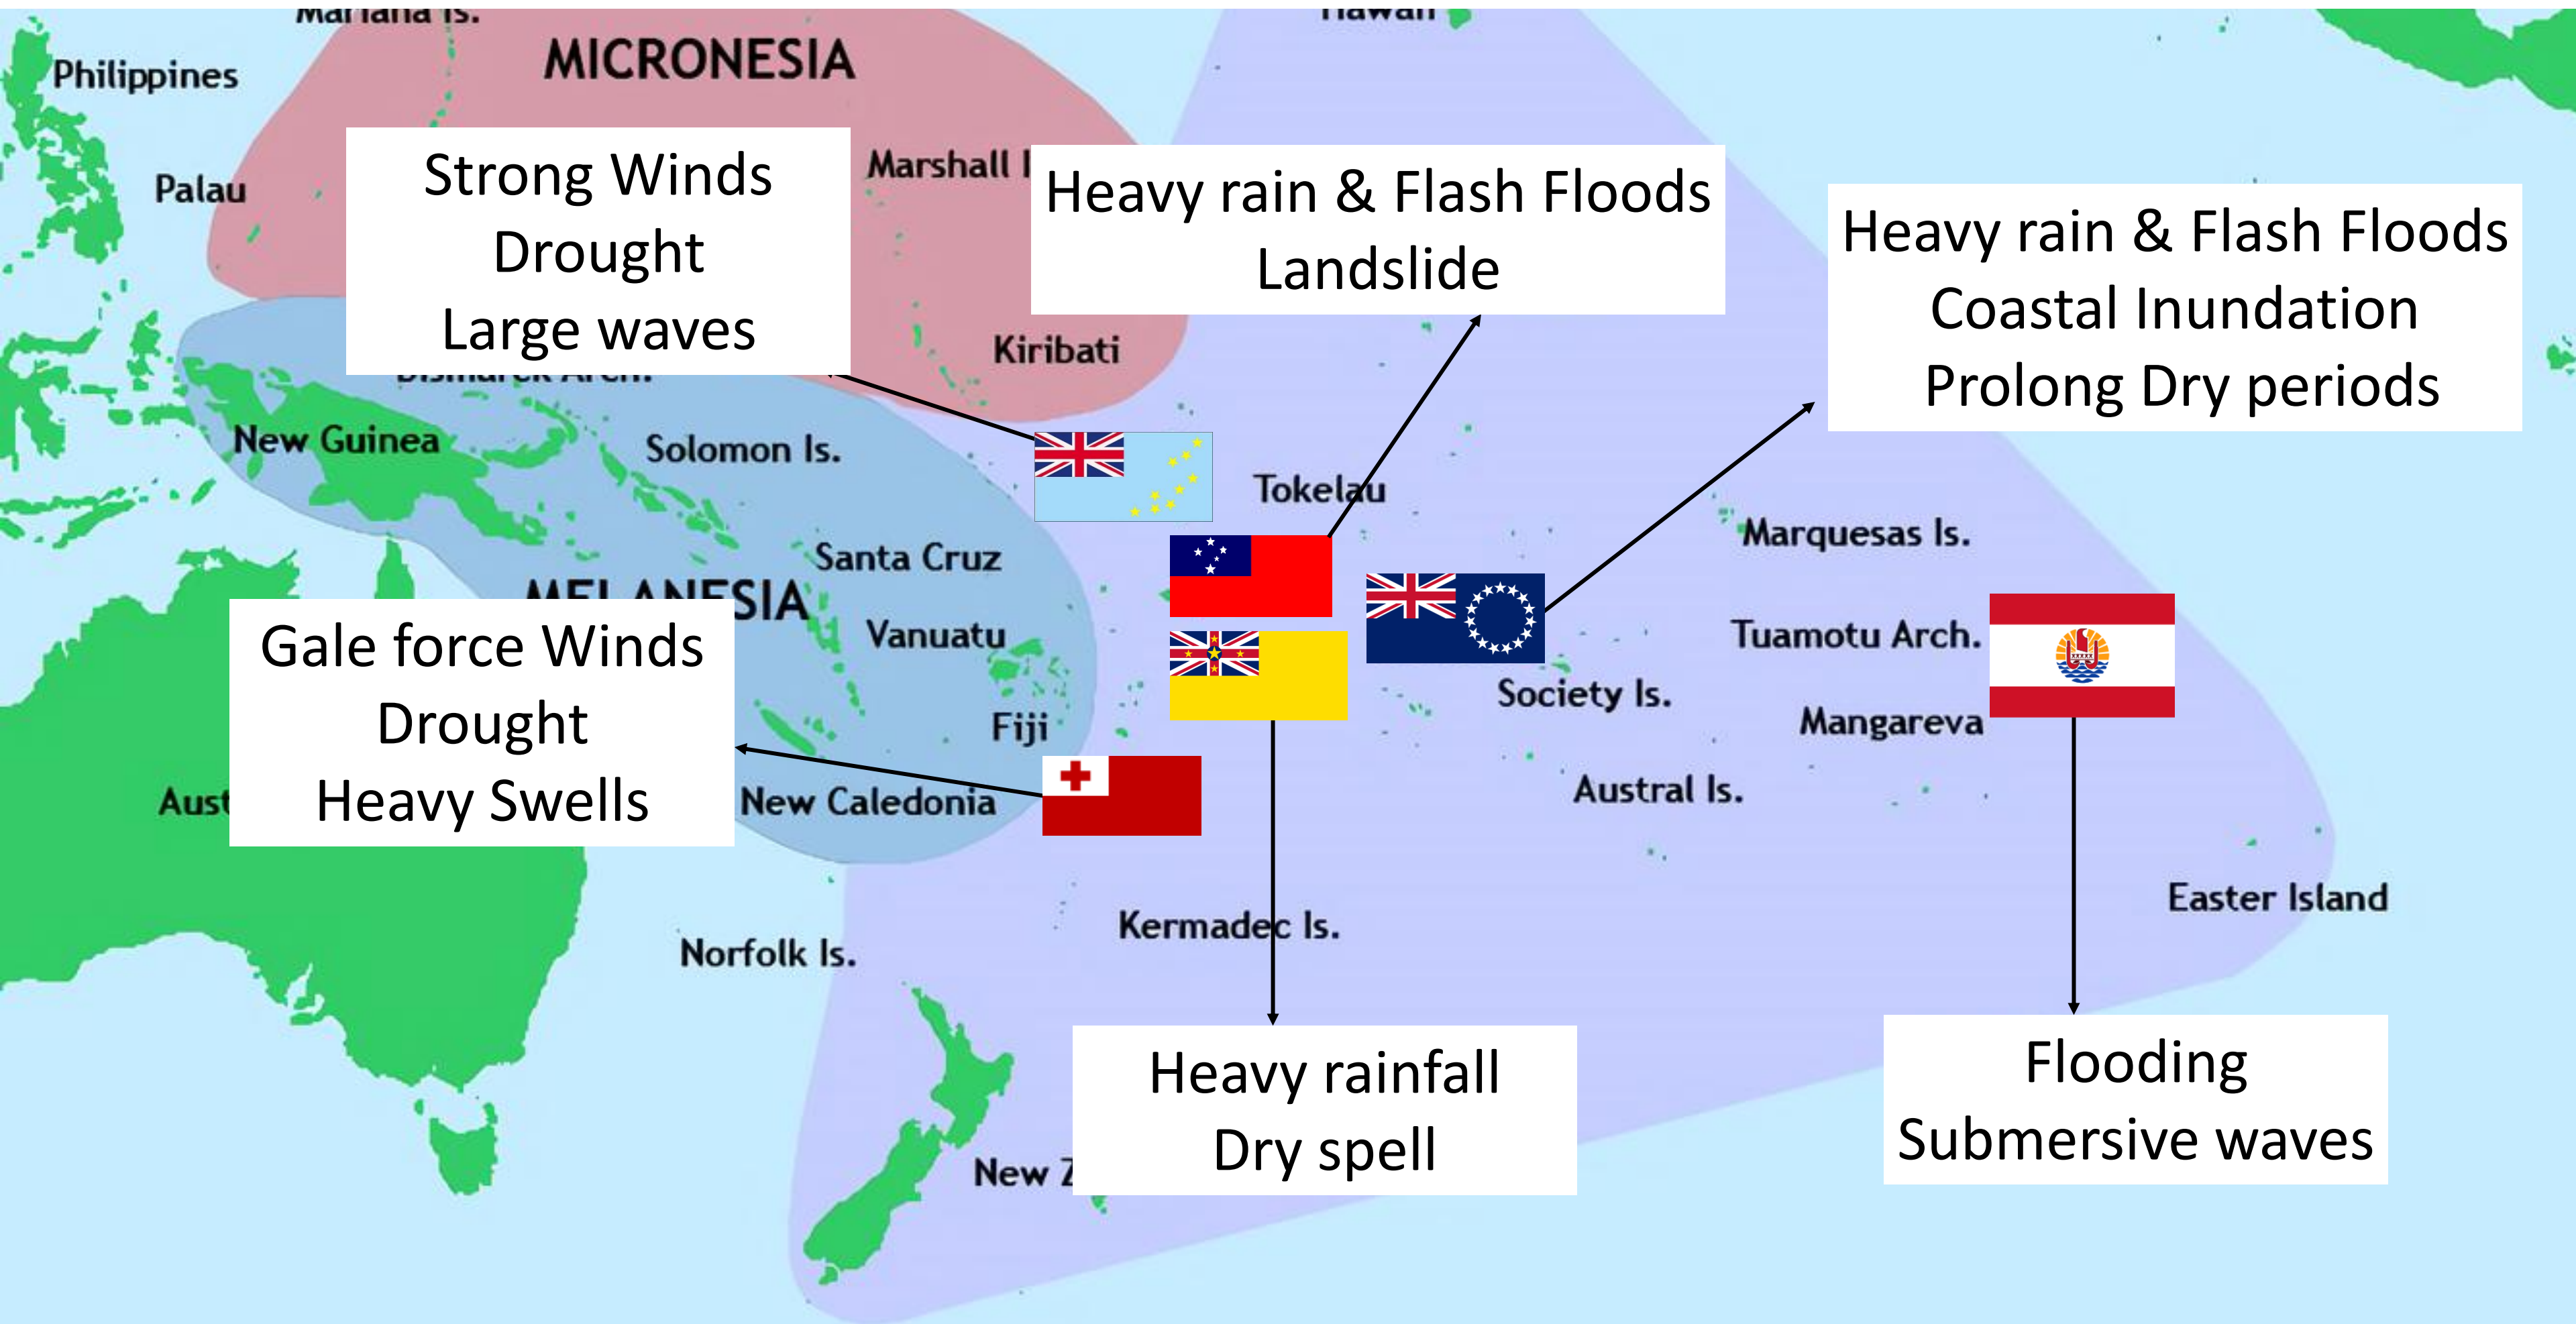 Mariana Is.
Hawaii
MICRONESIA
Philippines
Palau
Marshall
Strong Winds
Drought
Large waves
Heavy rain & Flash Floods
Landslide
Heavy rain & Flash Floods
Coastal Inundation
Prolong Dry periods
Kiribati
Bismarck Arch.
New Guinea
Solomon Is.
Tokelau
Santa Cruz
Marquesas Is.
MELANESIA
Vanuatu
Tuamotu Arch.
Gale force Winds
Drought
Heavy Swells
Society Is.
Fiji
Mangareva
Aust
New Caledonia
Austral Is.
Easter Island
Kermadec Is.
Norfolk Is.
New Z
Heavy rainfall
Dry spell
Flooding
Submersive waves